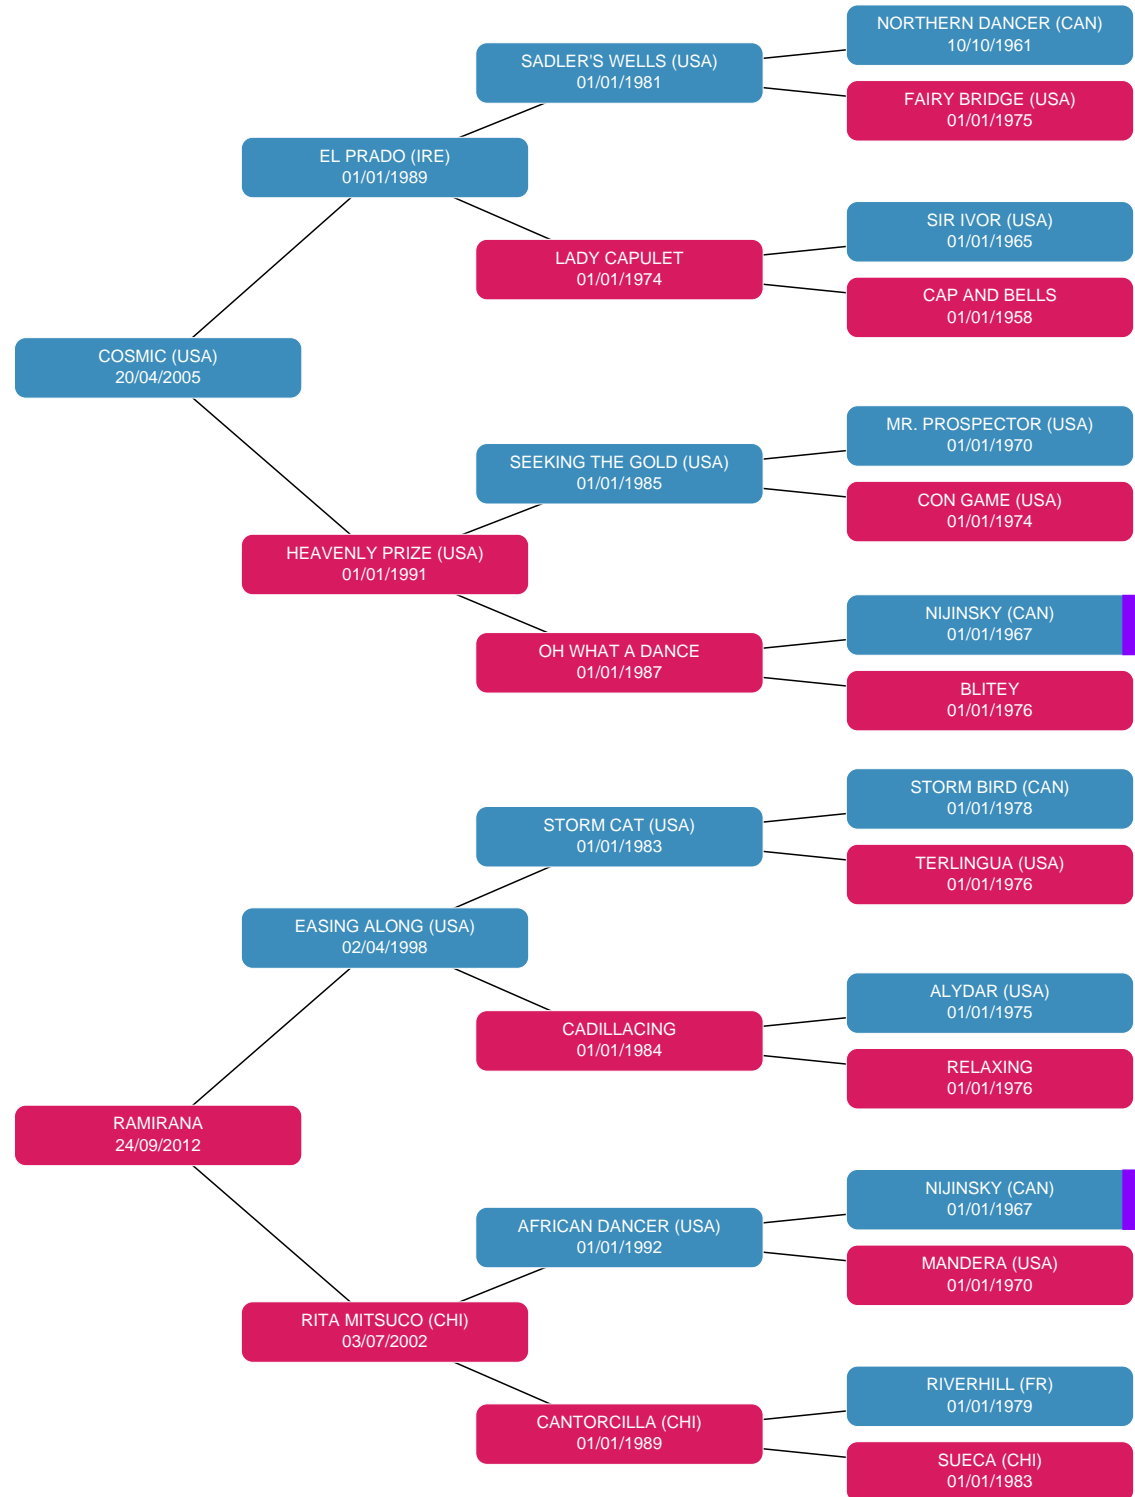 NORTHERN DANCER (CAN)
10/10/1961
SADLER'S WELLS (USA)
01/01/1981
FAIRY BRIDGE (USA)
01/01/1975
EL PRADO (IRE)
01/01/1989
SIR IVOR (USA)
01/01/1965
LADY CAPULET
01/01/1974
CAP AND BELLS
01/01/1958
COSMIC (USA)
20/04/2005
MR. PROSPECTOR (USA)
01/01/1970
SEEKING THE GOLD (USA)
01/01/1985
CON GAME (USA)
01/01/1974
HEAVENLY PRIZE (USA)
01/01/1991
NIJINSKY (CAN)
01/01/1967
OH WHAT A DANCE
01/01/1987
BLITEY
01/01/1976
STORM BIRD (CAN)
01/01/1978
STORM CAT (USA)
01/01/1983
TERLINGUA (USA)
01/01/1976
EASING ALONG (USA)
02/04/1998
ALYDAR (USA)
01/01/1975
CADILLACING
01/01/1984
RELAXING
01/01/1976
RAMIRANA
24/09/2012
NIJINSKY (CAN)
01/01/1967
AFRICAN DANCER (USA)
01/01/1992
MANDERA (USA)
01/01/1970
RITA MITSUCO (CHI)
03/07/2002
RIVERHILL (FR)
01/01/1979
CANTORCILLA (CHI)
01/01/1989
SUECA (CHI)
01/01/1983